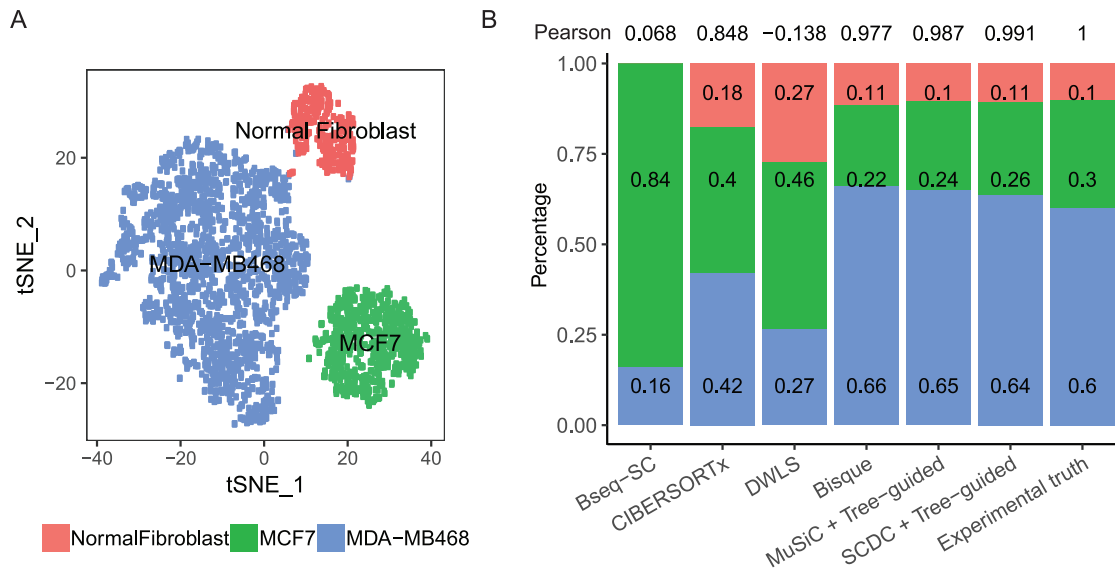 A
Normal Fibroblast
MDA−MB468
MCF7
20
0
−20
tSNE_2
−40
−20
0
20
40
tSNE_1
NormalFibroblast
MCF7
MDA−MB468
B
Pearson 0.068 0.848 −0.138 0.977 0.987 0.991 1
1.00
0.75
0.50
0.25
0.00
Percentage
0.18 0.27 0.11 0.1 0.11 0.1
0.84 0.4 0.46 0.22 0.24 0.26 0.3
0.16 0.42 0.27 0.66 0.65 0.64 0.6
Bseq−SC
CIBERSORTx
DWLS
Bisque
MuSiC + Tree−guided
SCDC + Tree−guided
Experimental truth